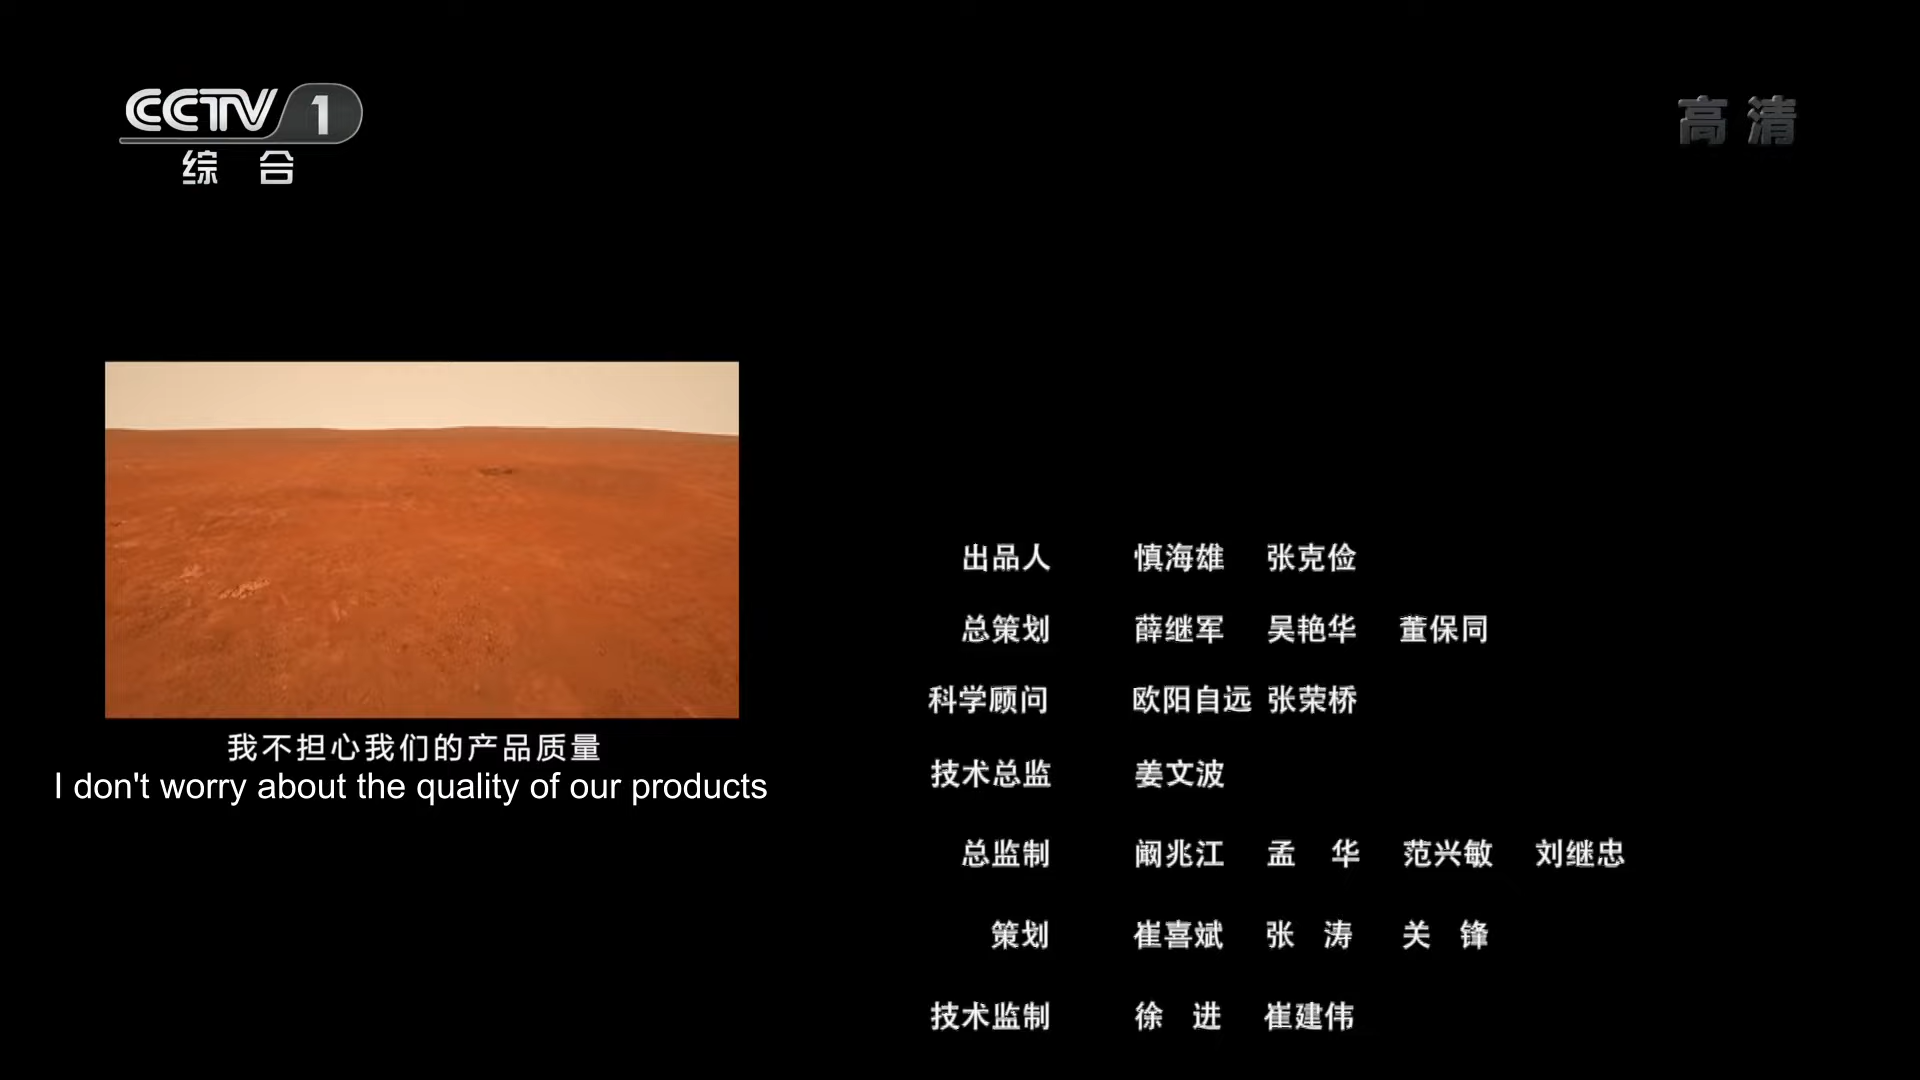 CCTV 1
综 合
高 清
我不担心我们的产品质量
I don't worry about the quality of our products
出品人 慎海雄 张克俭
总策划 薛继军 吴艳华 董保同
科学顾问 欧阳自远 张荣桥
技术总监 姜文波
总监制 阚兆江 孟 华 范兴敏 刘继忠
策划 崔喜斌 张 涛 关 锋
技术监制 徐 进 崔建伟